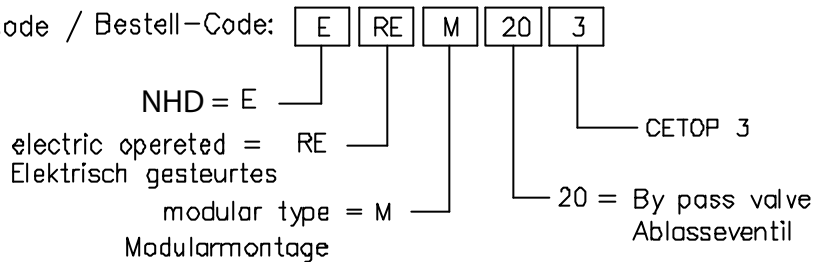 ode / Bestell-Code: E RE M 20 3
NHD = E
electric opereted = RE
Elektrisch gesteurtes
CETOP 3
modular type = M
Modularmontage
20 = By pass valve
Ablasseventil